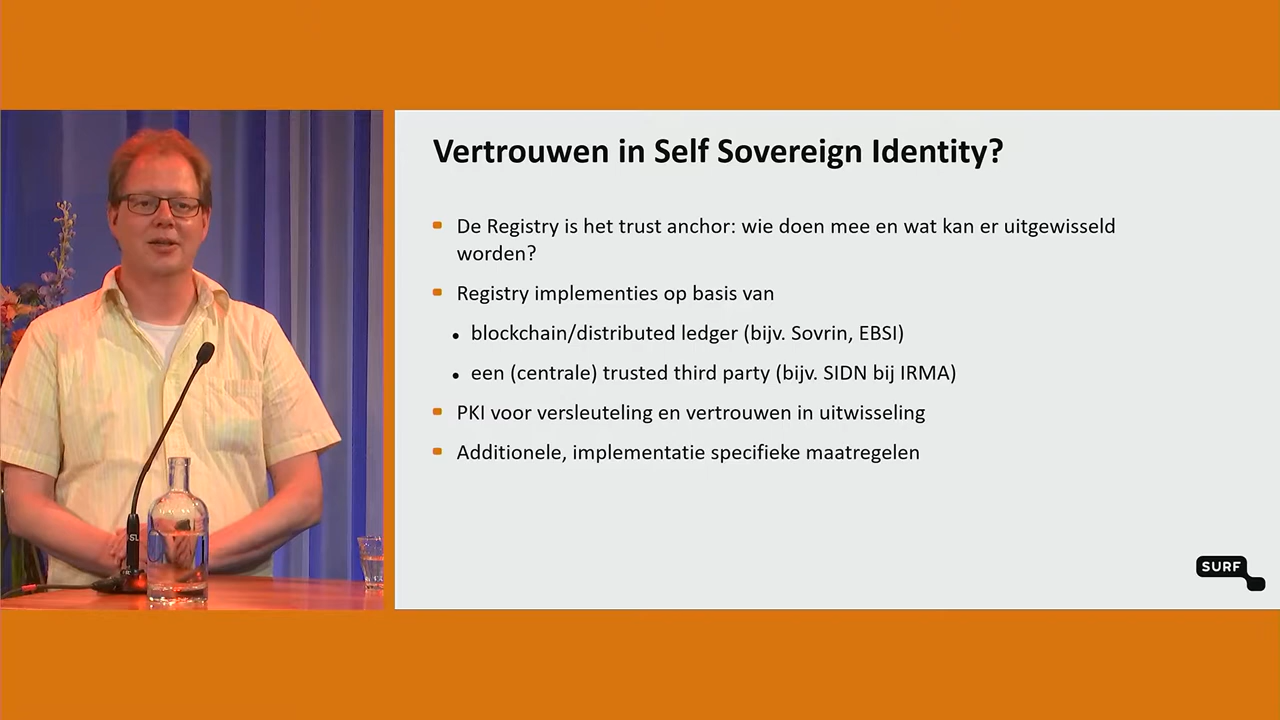 Vertrouwen in Self Sovereign Identity?
De Registry is het trust anchor: wie doen mee en wat kan er uitgewisseld
worden?
Registry implementies op basis van
blockchain/distributed ledger (bijv. Sovrin, EBSI)
een (centrale) trusted third party (bijv. SIDN bij IRMA)
PKI voor versleuteling en vertrouwen in uitwisseling
Additionele, implementatie specifieke maatregelen
SURF